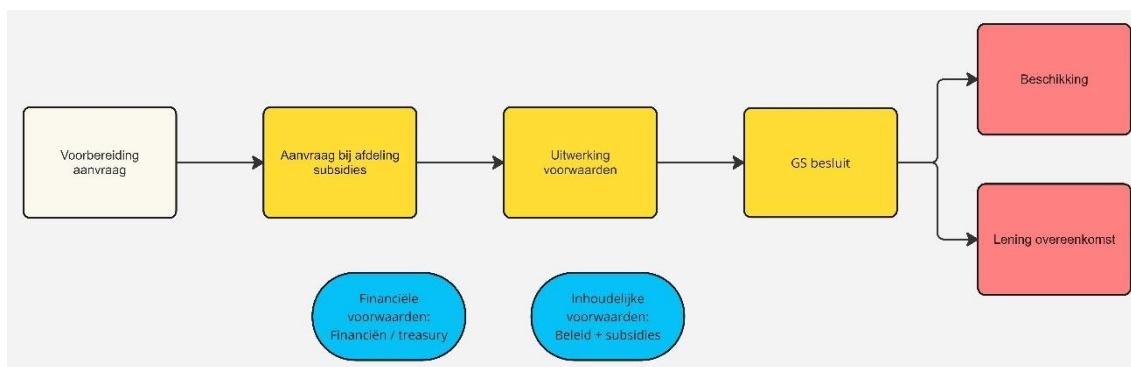 Voorbereiding
aanvraag
Aanvraag bij afdeling
subsidies
Uitwerking
voorwaarden
GS besluit
Beschikking
Lening overeenkomst
Financiële
voorwaarden:
Financiën / treasury
Inhoudelijke
voorwaarden:
Beleid + subsidies